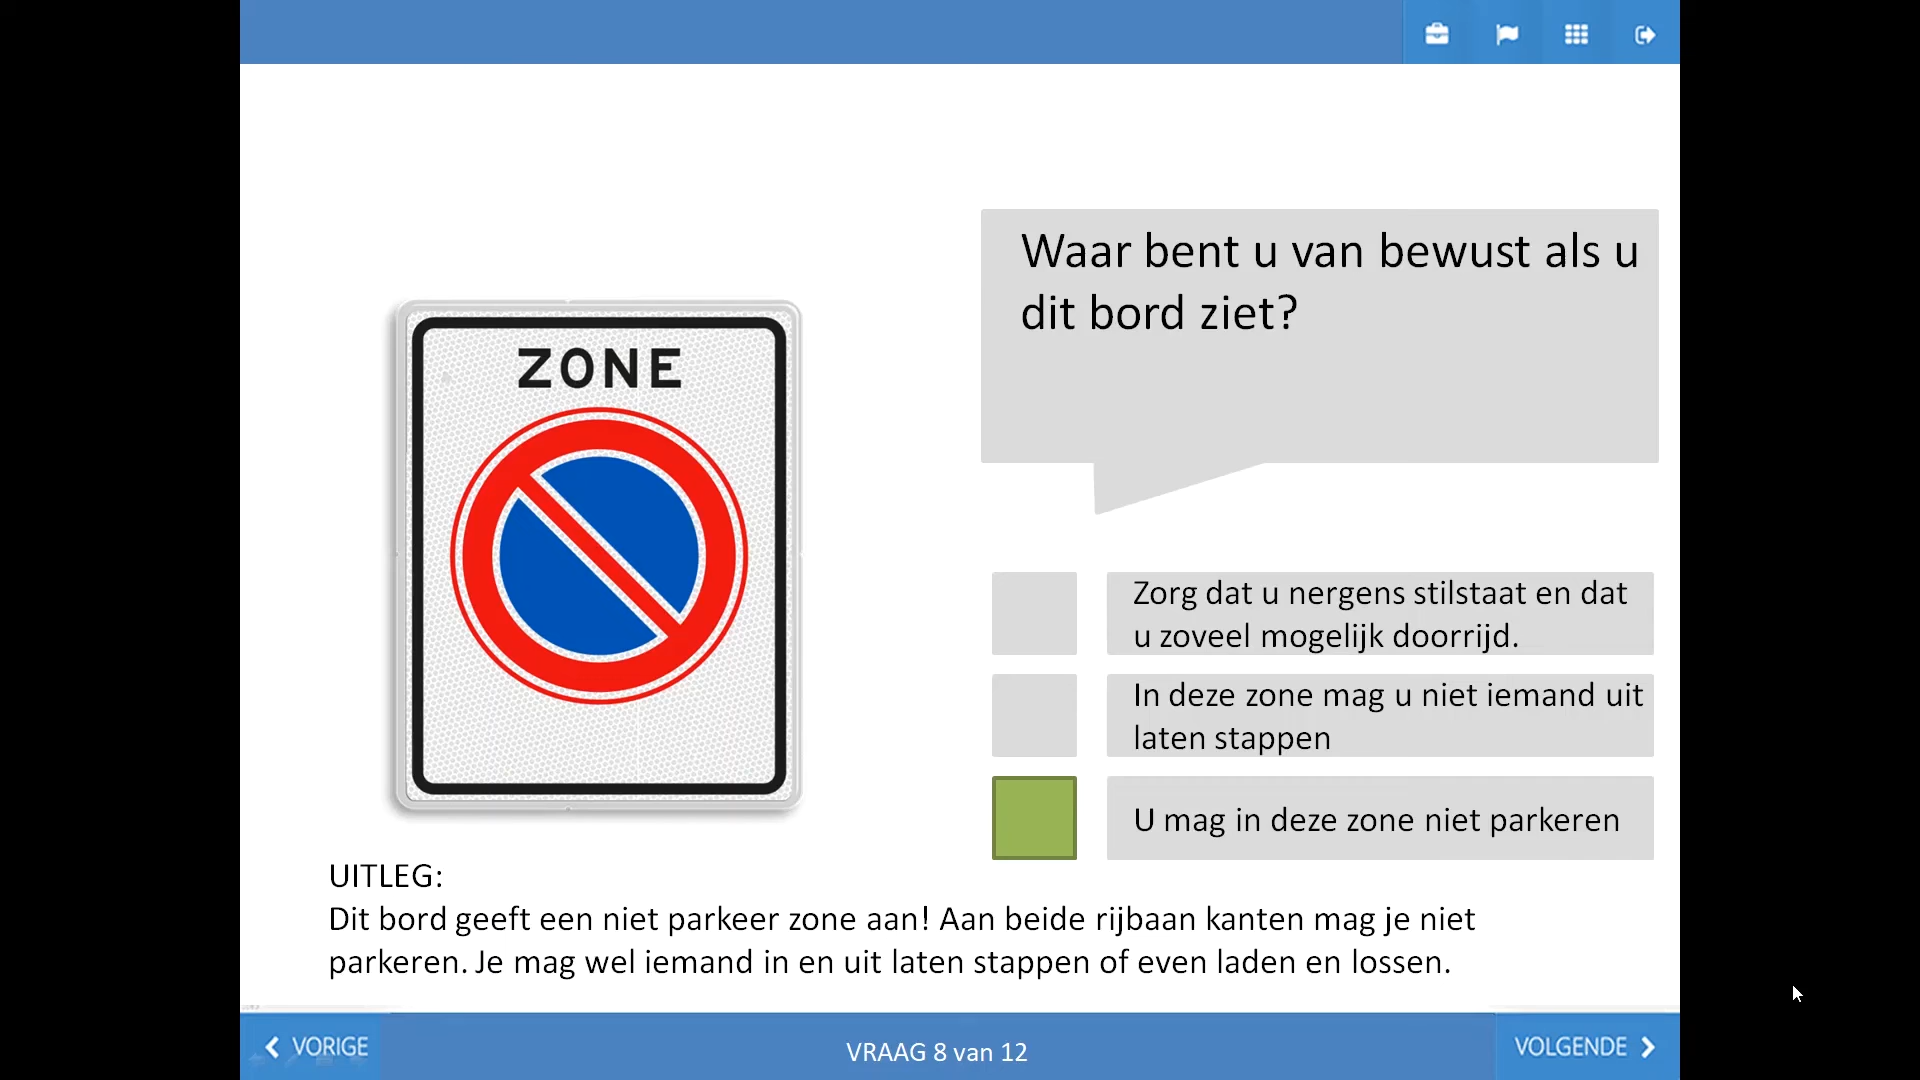 Waar bent u van bewust als u
dit bord ziet?
ZONE
Zorg dat u nergens stilstaat en dat
u zoveel mogelijk doorrijd.
In deze zone mag u niet iemand uit
laten stappen
U mag in deze zone niet parkeren
UITLEG:
Dit bord geeft een niet parkeer zone aan! Aan beide rijbaan kanten mag je niet
parkeren. Je mag wel iemand in en uit laten stappen of even laden en lossen.
VORIGE
VRAAG 8 van 12
VOLGENDE